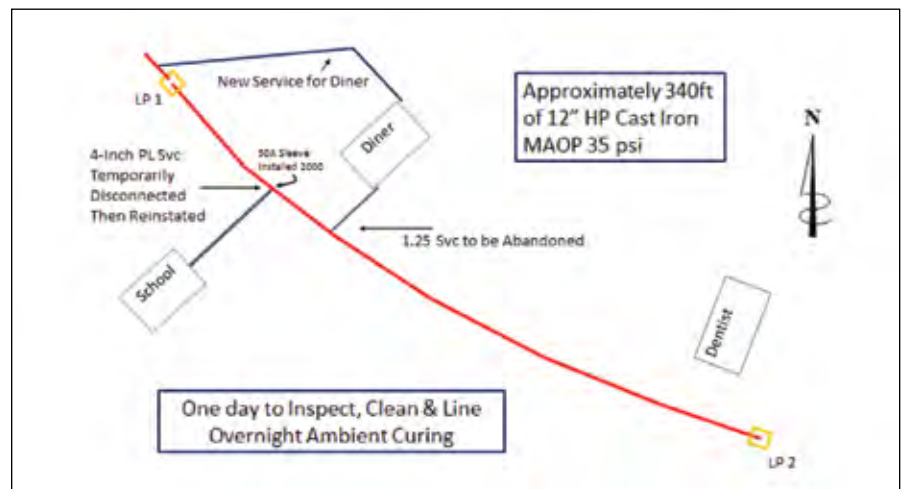 New Service for Diner
LP 1
Approximately 340ft
of 12” HP Cast Iron
MAOP 35 psi
N
Diner
4-Inch PL Svc
Temporarily
Disconnected
Then Reinstated
50A Sleeve
Installed 2000
1.25 Svc to be Abandoned
School
Dentist
One day to Inspect, Clean & Line
Overnight Ambient Curing
LP 2